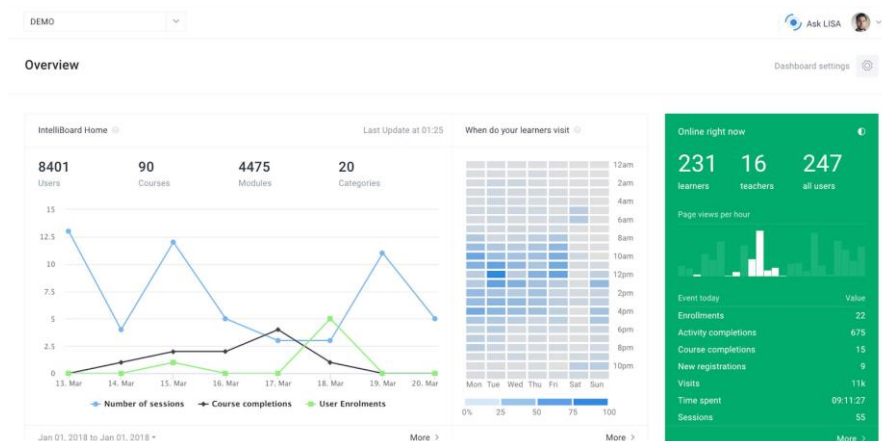 DEMO
Ask LISA
Overview
Dashboard settings
IntelliBoard Home
Last Update at 01:25
8401
90
4475
20
Users
Courses
Modules
Categories
15
12.5
10
7.5
5
2.5
0
13. Mar 14. Mar 15. Mar 16. Mar 17. Mar 18. Mar 19. Mar 20. Mar
Number of sessions Course completions User Enrolments
Jan 01, 2018 to Jan 01, 2018
More >
When do your learners visit
12am
2am
4am
6am
8am
10am
12pm
2pm
4pm
6pm
8pm
10pm
Mon Tue Wed Thu Fri Sat Sun
0% 25 50 75 100
More >
Online right now
231 16 247
learners teachers all users
Page views per hour
Event today Value
Enrollments 22
Activity completions 675
Course completions 15
New registrations 9
Visits 11k
Time spent 09:11:27
Sessions 55
More >